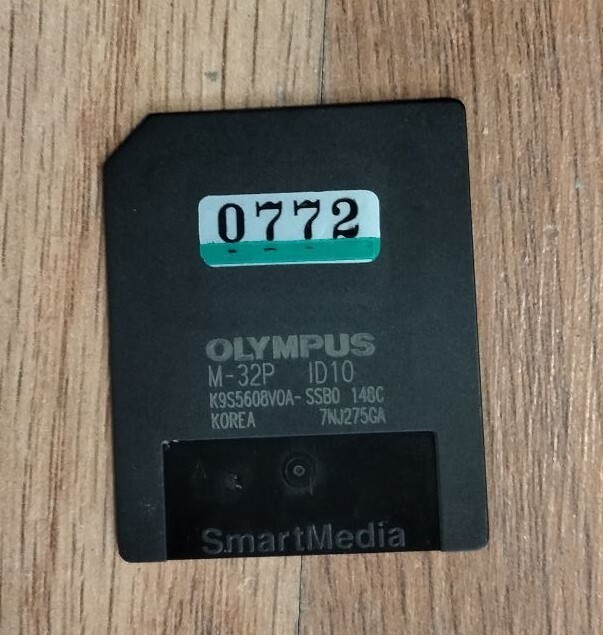 0772
OLYMPUS
M-32P ID10
K9S5608V0A-SSB0 148C
KOREA 7NJ275GA
SmartMedia